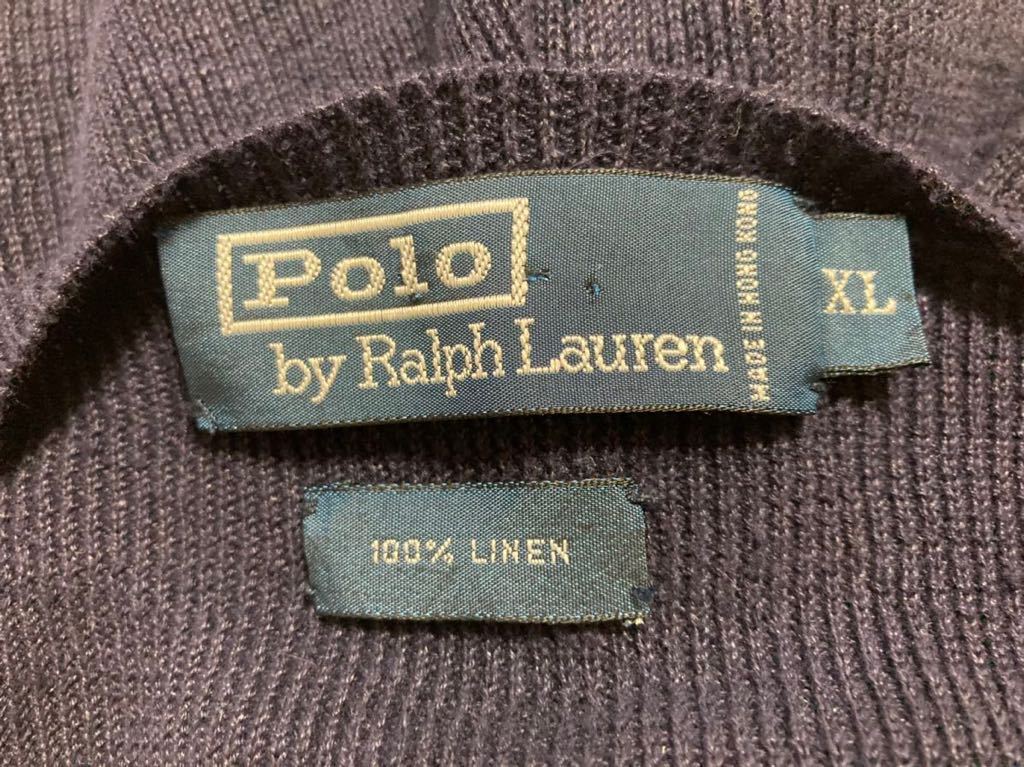 Polo
by Ralph Lauren
MADE IN HONG KONG
XL
100% LINEN